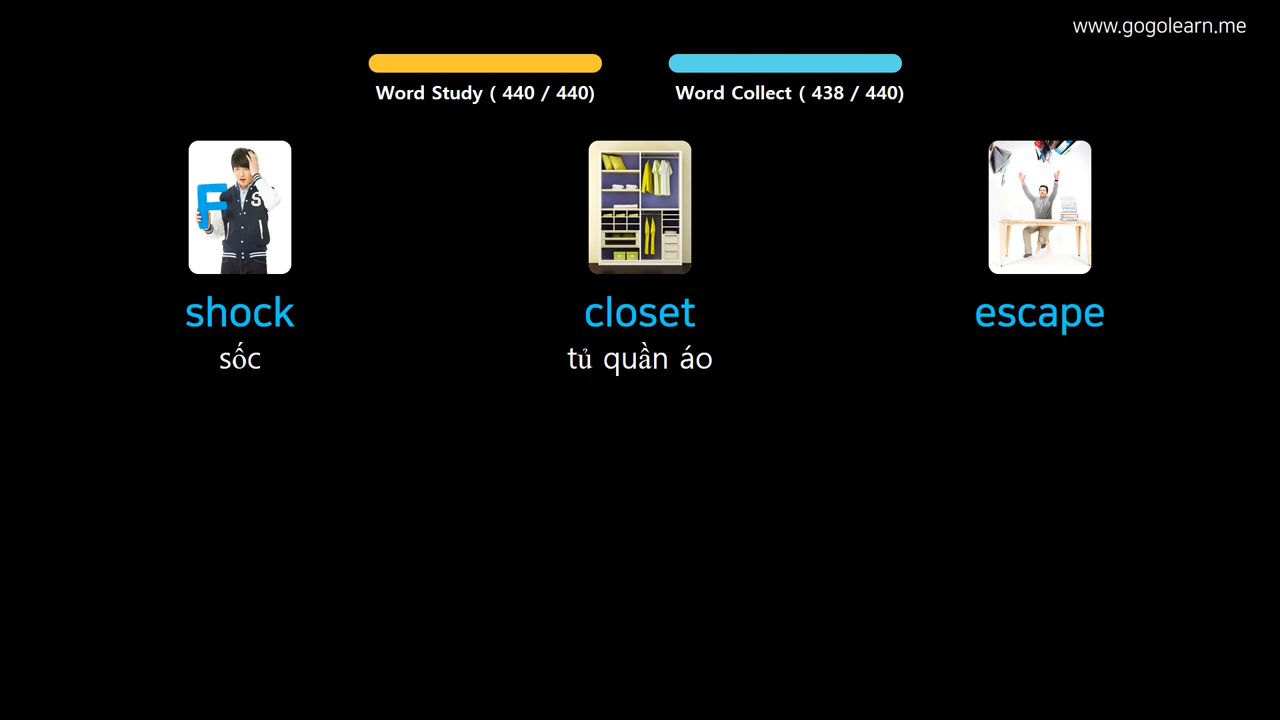 www.gogolearn.me
Word Study ( 440 / 440)
Word Collect ( 438 / 440)
F
S
shock
closet
escape
sốc
tủ quần áo